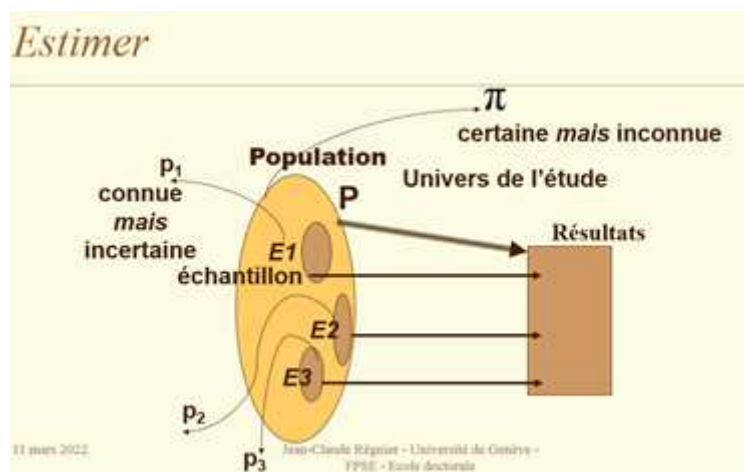 Estimer
π
certaine mais inconnue
Population
Univers de l'étude
p₁
connue
mais
incertaine
P
Résultats
E1
échantillon
E2
E3
p₂
p₃
11 mars 2022
Jean-Claude Régnier - Université de Genève -
FPSE - Ecole doctorale